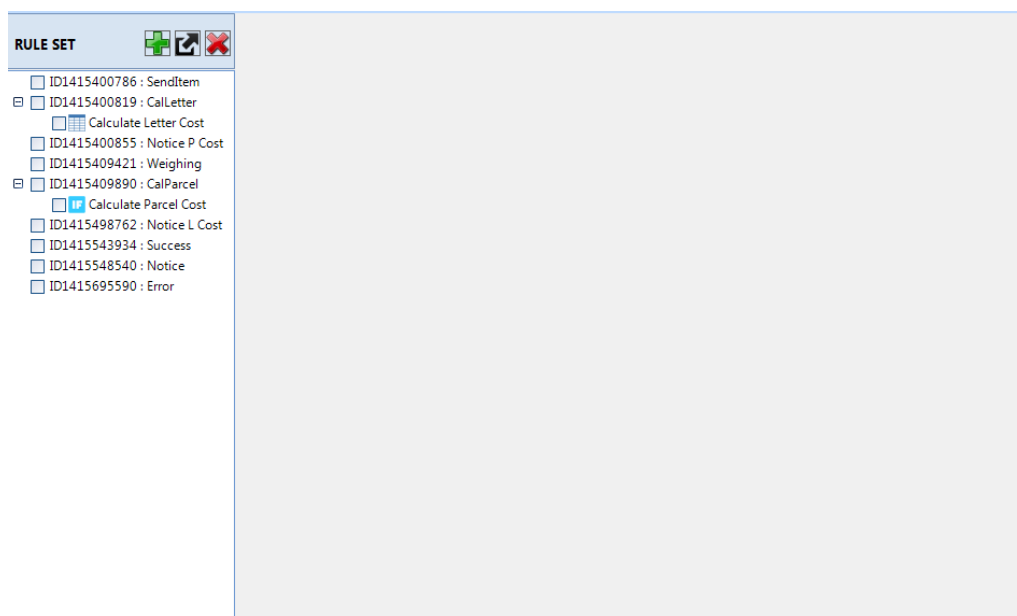 RULE SET
ID1415400786 : SendItem
ID1415400819 : CalLetter
Calculate Letter Cost
ID1415400855 : Notice P Cost
ID1415409421 : Weighing
ID1415409890 : CalParcel
IF Calculate Parcel Cost
ID1415498762 : Notice L Cost
ID1415543934 : Success
ID1415548540 : Notice
ID1415695590 : Error